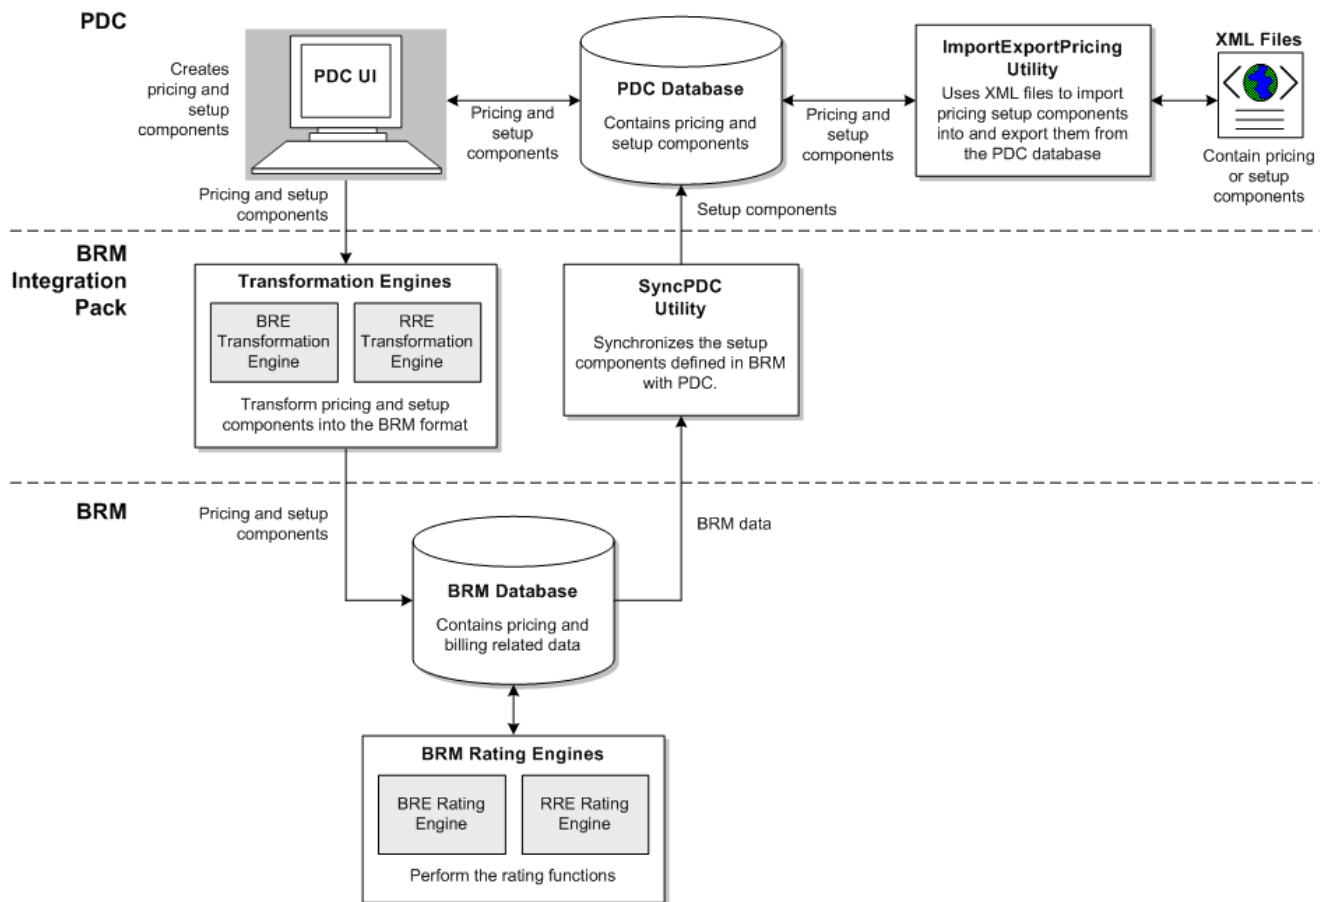 PDC
Creates
pricing and
setup
components
PDC UI
Pricing and
setup
components
PDC Database
Contains pricing and
setup components
Pricing and
setup
components
ImportExportPricing
Utility
Uses XML files to import
pricing setup components
into and export them from
the PDC database
XML Files
Contain pricing
or setup
components
Pricing and setup
components
Setup components
BRM
Integration
Pack
Transformation Engines
BRE
Transformation
Engine
RRE
Transformation
Engine
Transform pricing and setup
components into the BRM format
SyncPDC
Utility
Synchronizes the setup
components defined in BRM
with PDC.
BRM
Pricing and setup
components
BRM data
BRM Database
Contains pricing and
billing related data
BRM Rating Engines
BRE Rating
Engine
RRE Rating
Engine
Perform the rating functions